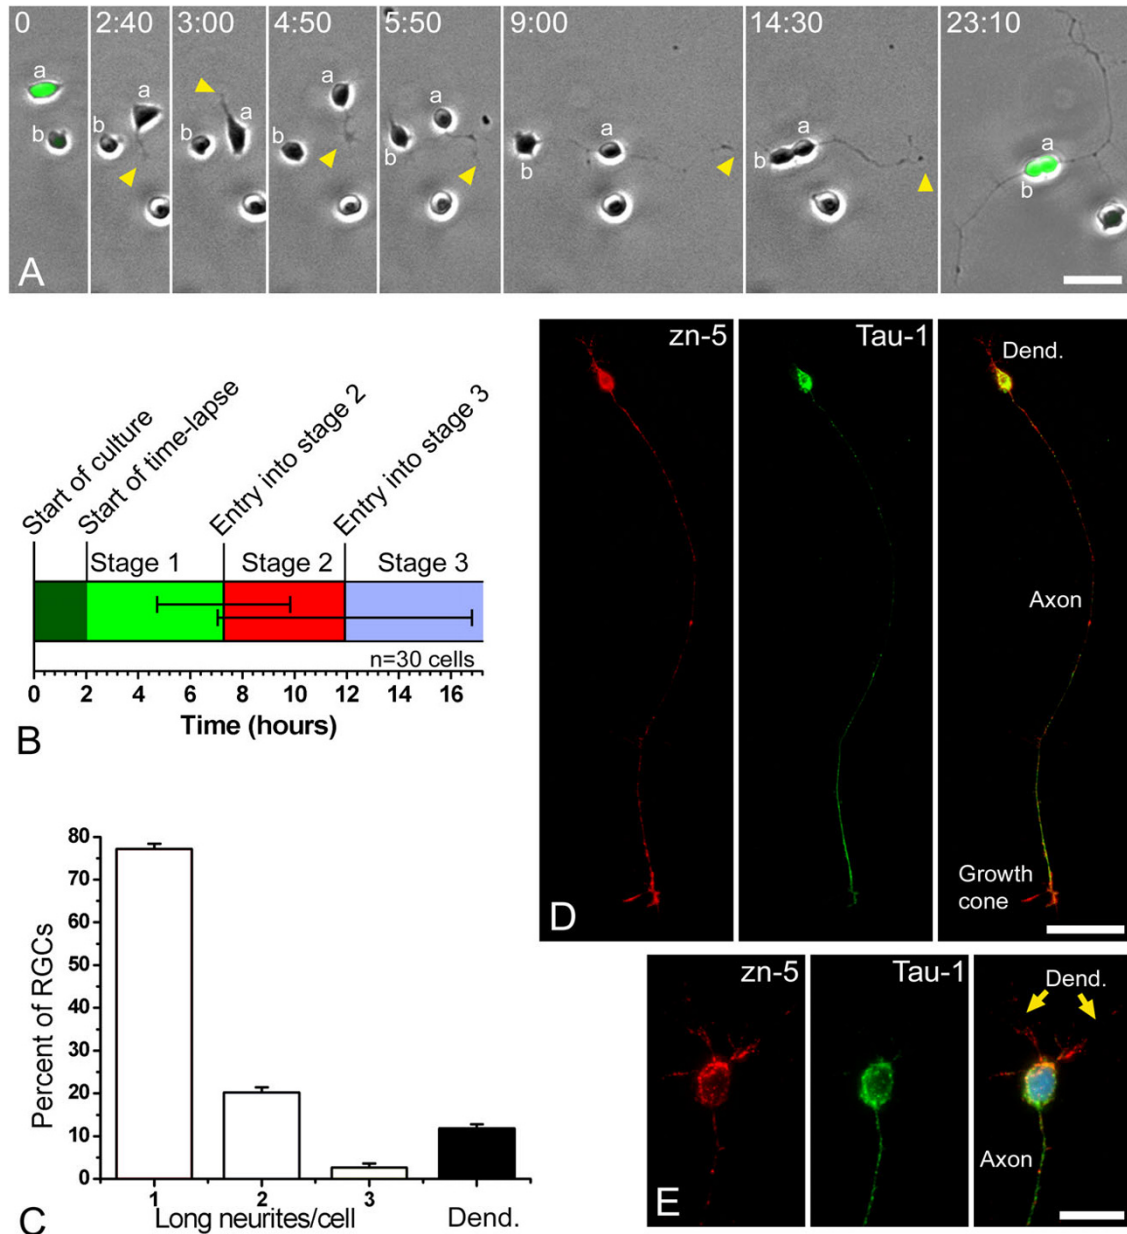 0 2:40 3:00 4:50 5:50 9:00 14:30 23:10
a a a a a a a a
b b b b b b b b
A
Start of culture
Start of time-lapse
Entry into stage 2
Entry into stage 3
Stage 1 Stage 2 Stage 3
n=30 cells
0 2 4 6 8 10 12 14 16
Time (hours)
B
80
70
60
50
40
30
20
10
0
Percent of RGCs
1 2 3
Long neurites/cell Dend.
C
zn-5 Tau-1
Dend.
Axon
Growth
cone
D
zn-5 Tau-1
Dend.
Axon
E